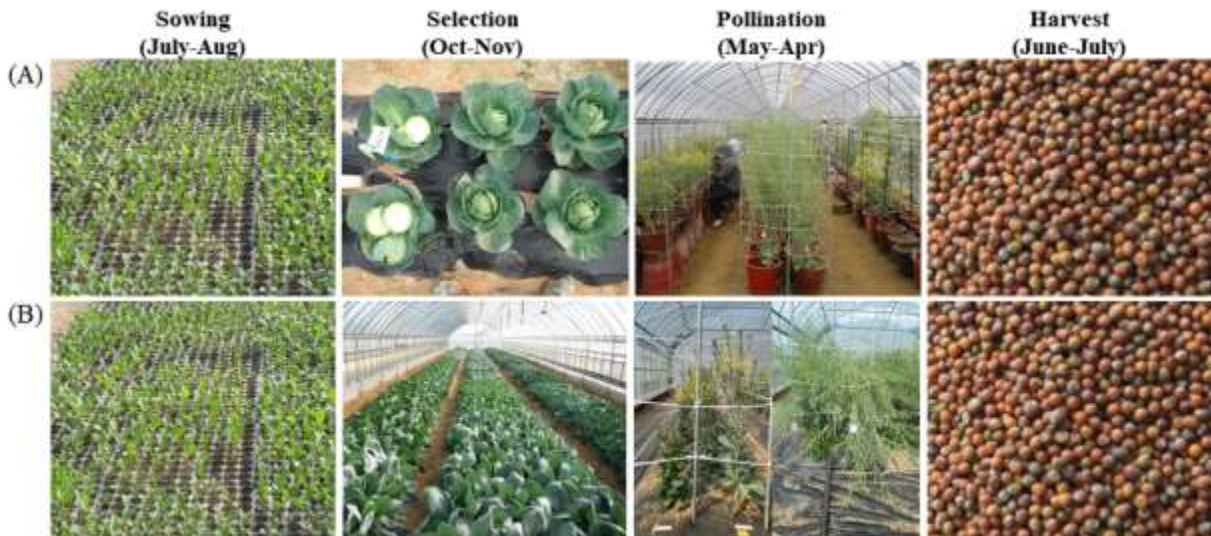 Sowing
(July-Aug)
Selection
(Oct-Nov)
Pollination
(May-Apr)
Harvest
(June-July)
(A)
(B)